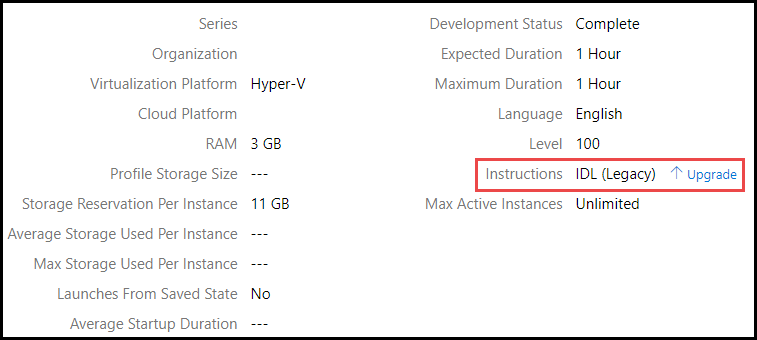 Series
Organization
Virtualization Platform Hyper-V
Cloud Platform
RAM 3 GB
Profile Storage Size ---
Storage Reservation Per Instance 11 GB
Average Storage Used Per Instance ---
Max Storage Used Per Instance ---
Launches From Saved State No
Average Startup Duration ---
Development Status Complete
Expected Duration 1 Hour
Maximum Duration 1 Hour
Language English
Level 100
Instructions IDL (Legacy) ↑ Upgrade
Max Active Instances Unlimited